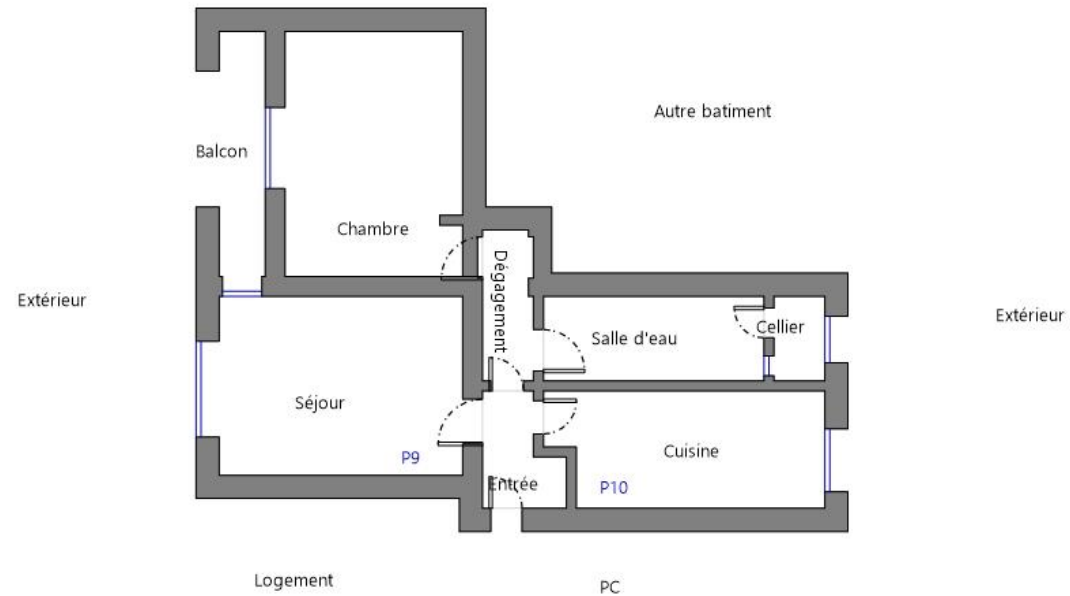 Autre batiment
Balcon
Chambre
Dégagement
Extérieur
Extérieur
Cellier
Salle d'eau
Séjour
Cuisine
P9
Entrée
P10
Logement
PC